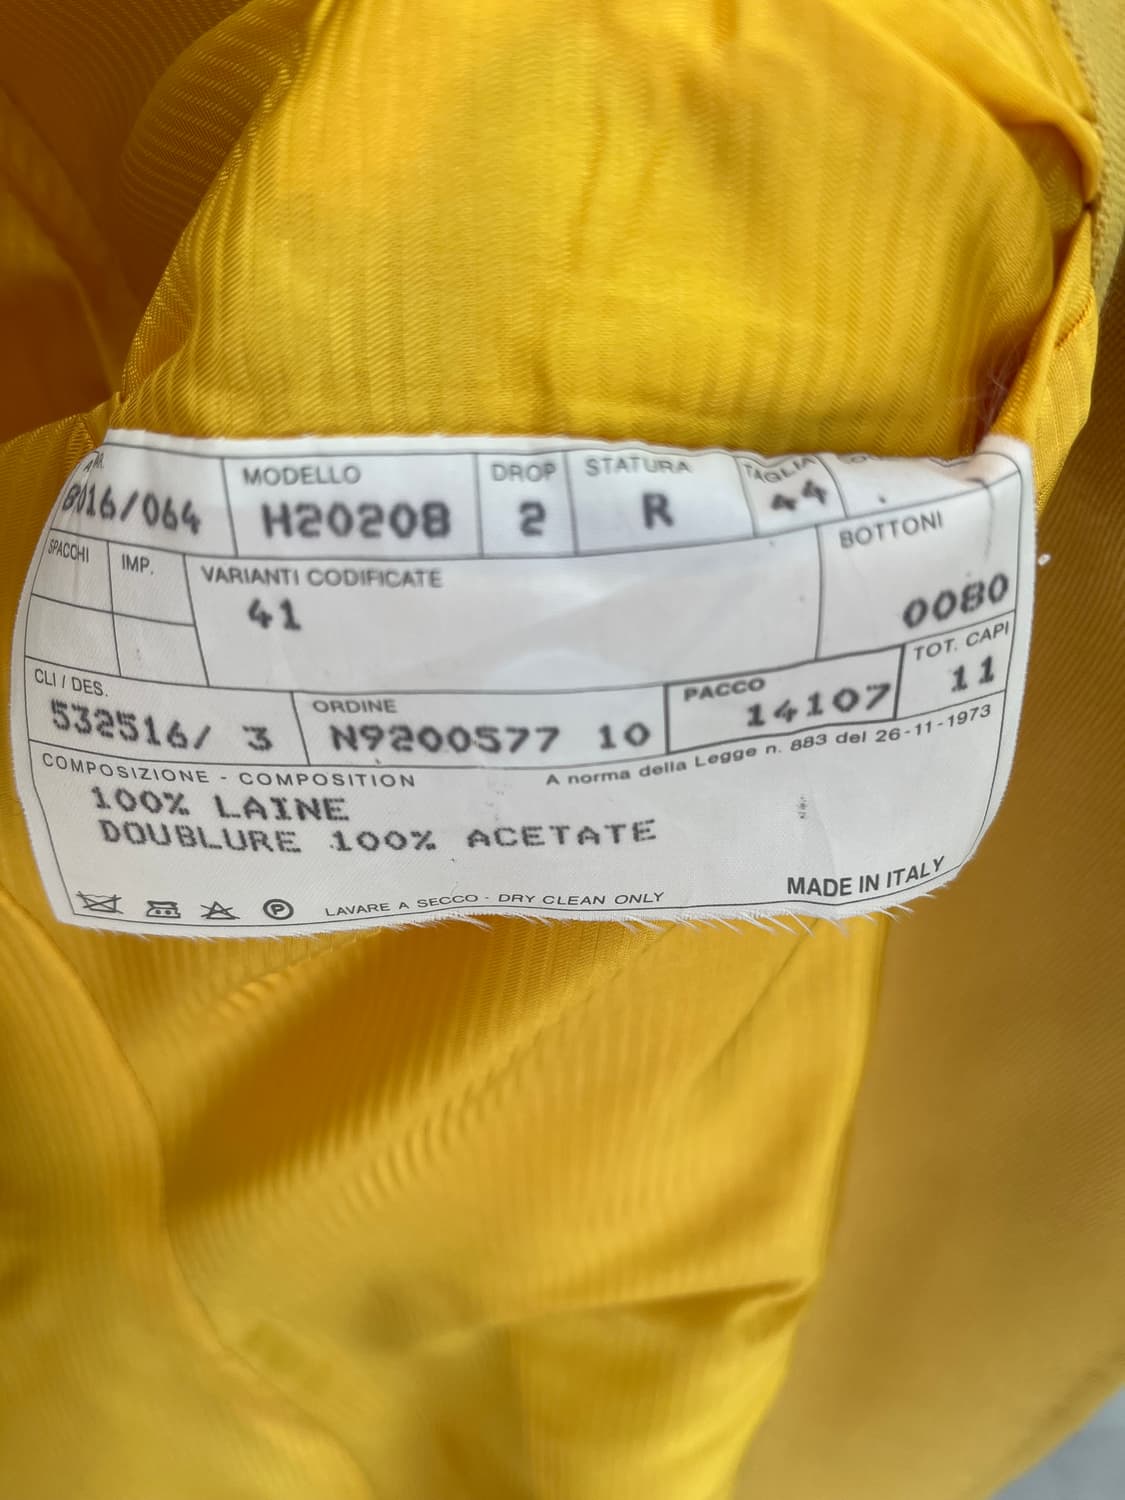 MODELLO DROP STATURA TAGLIA
8016/064 H20208 2 R 44
SPACCHI IMP. VARIANTI CODIFICATE BOTTONI
41 0080
CLI / DES. ORDINE PACCO TOT. CAPI
532516/ 3 N9200577 10 14107 11
COMPOSIZIONE - COMPOSITION A norma della Legge n. 883 del 26-11-1973
100% LAINE
DOUBLURE 100% ACETATE
P LAVARE A SECCO - DRY CLEAN ONLY MADE IN ITALY